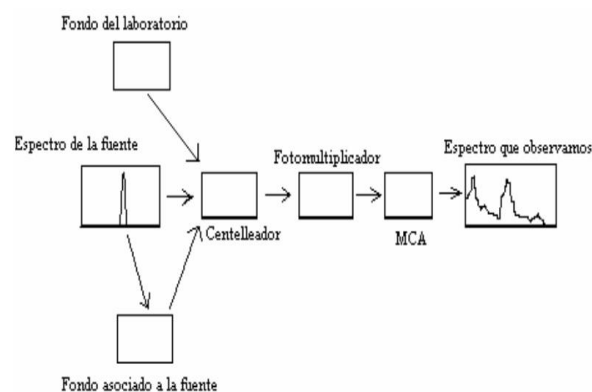 Fondo del laboratorio
Espectro de la fuente
Fotomultiplicador
Espectro que observamos
Centelleador
MCA
Fondo asociado a la fuente